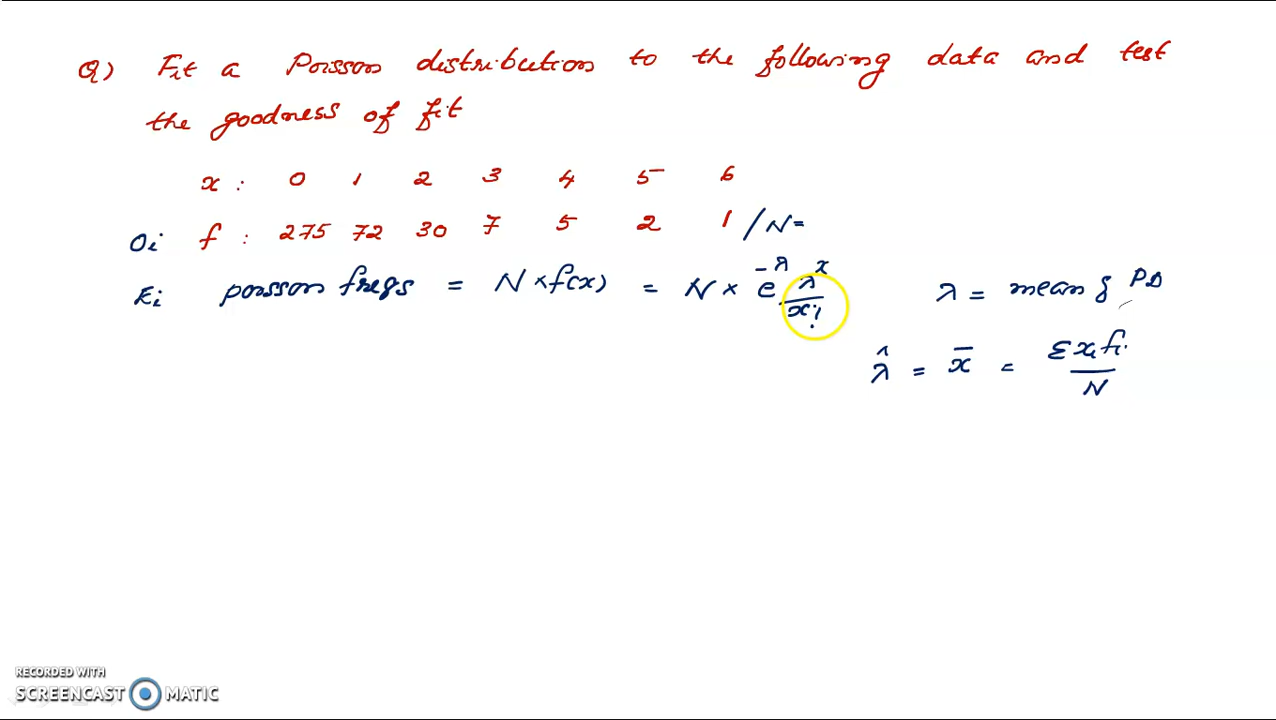 Q) Fit a Poisson distribution to the following data and test
the goodness of fit
x : 0 1 2 3 4 5 6
Oi f : 275 72 30 7 5 2 1 / N =
Ei poisson freqs = N × f(x) = N × e^-λ λ^x / x! λ = mean of PD
λ̂ = x̄ = Σ xi fi / N
RECORDED WITH
SCREENCAST MATIC